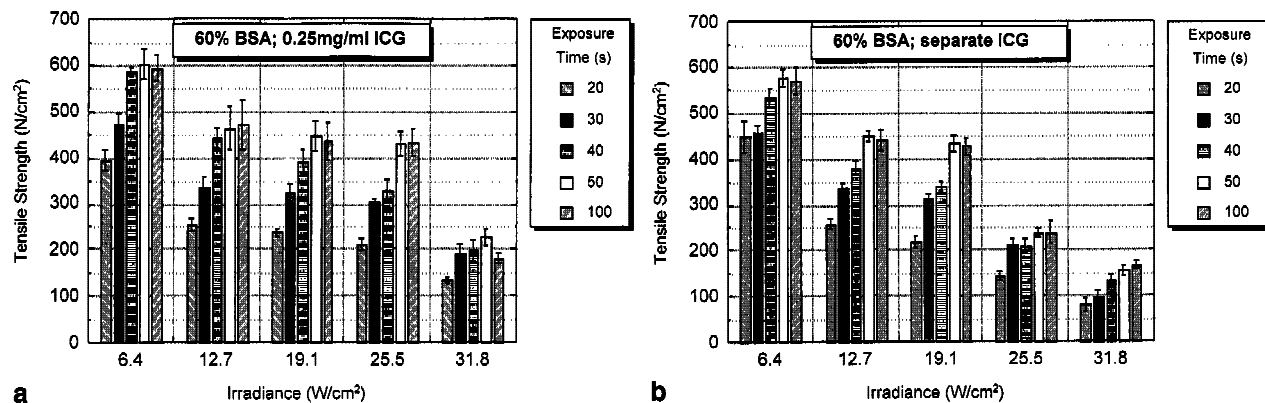 700
600
500
400
300
200
100
0
Tensile Strength (N/cm²)
60% BSA; 0.25mg/ml ICG
6.4 12.7 19.1 25.5 31.8
Irradiance (W/cm²)
a
Exposure
Time (s)
20
30
40
50
100
700
600
500
400
300
200
100
0
Tensile Strength (N/cm²)
60% BSA; separate ICG
6.4 12.7 19.1 25.5 31.8
Irradiance (W/cm²)
b
Exposure
Time (s)
20
30
40
50
100